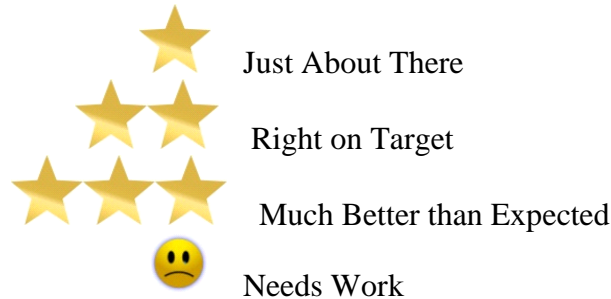 Just About There
Right on Target
Much Better than Expected
Needs Work